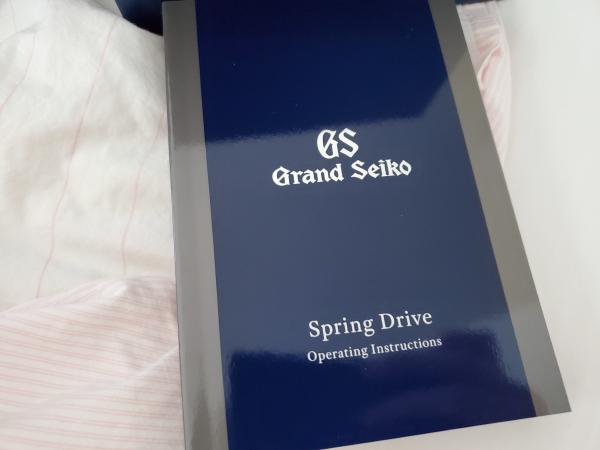 GS
Grand Seiko
Spring Drive
Operating Instructions